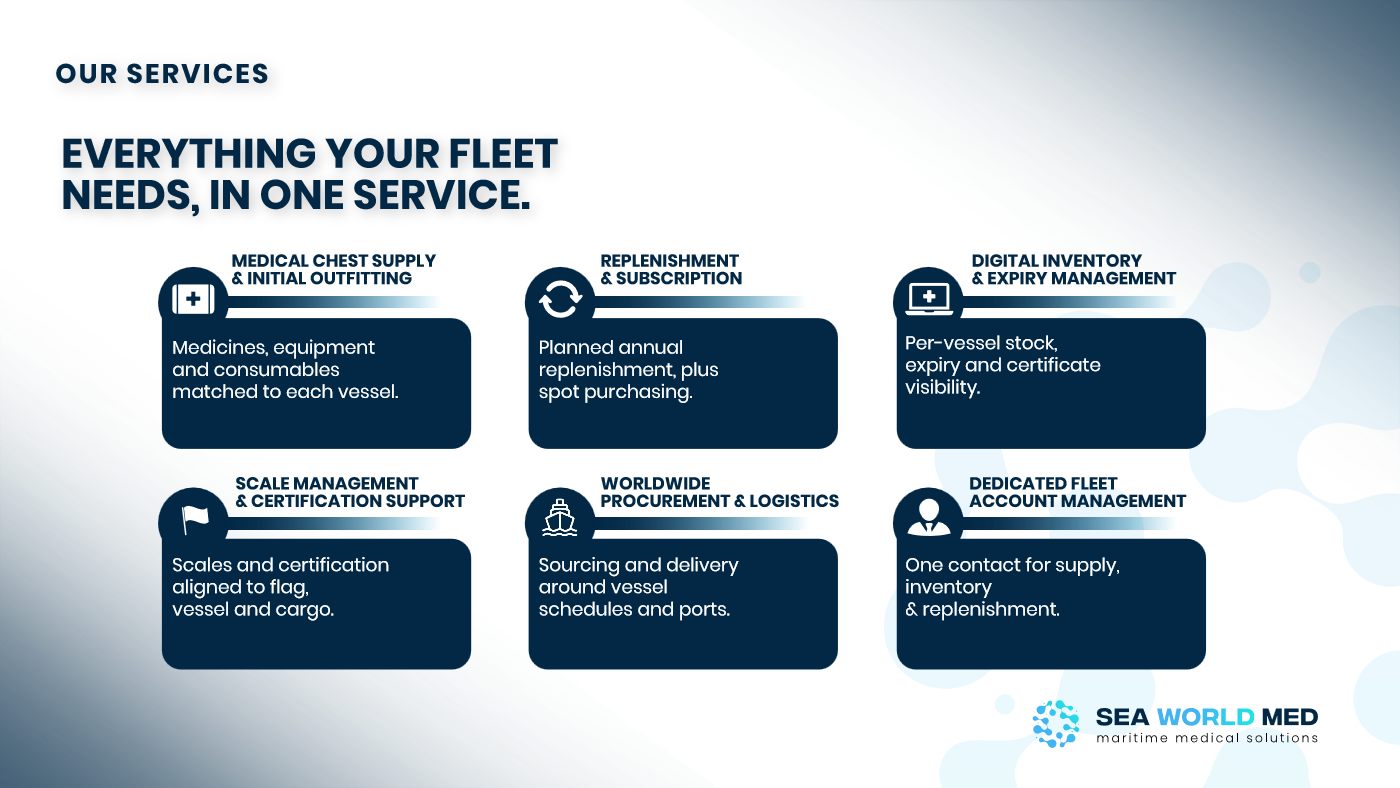 OUR SERVICES
EVERYTHING YOUR FLEET
NEEDS, IN ONE SERVICE.
MEDICAL CHEST SUPPLY
& INITIAL OUTFITTING
Medicines, equipment
and consumables
matched to each vessel.
REPLENISHMENT
& SUBSCRIPTION
Planned annual
replenishment, plus
spot purchasing.
DIGITAL INVENTORY
& EXPIRY MANAGEMENT
Per-vessel stock,
expiry and certificate
visibility.
SCALE MANAGEMENT
& CERTIFICATION SUPPORT
Scales and certification
aligned to flag,
vessel and cargo.
WORLDWIDE
PROCUREMENT & LOGISTICS
Sourcing and delivery
around vessel
schedules and ports.
DEDICATED FLEET
ACCOUNT MANAGEMENT
One contact for supply,
inventory
& replenishment.
SEA WORLD MED
maritime medical solutions